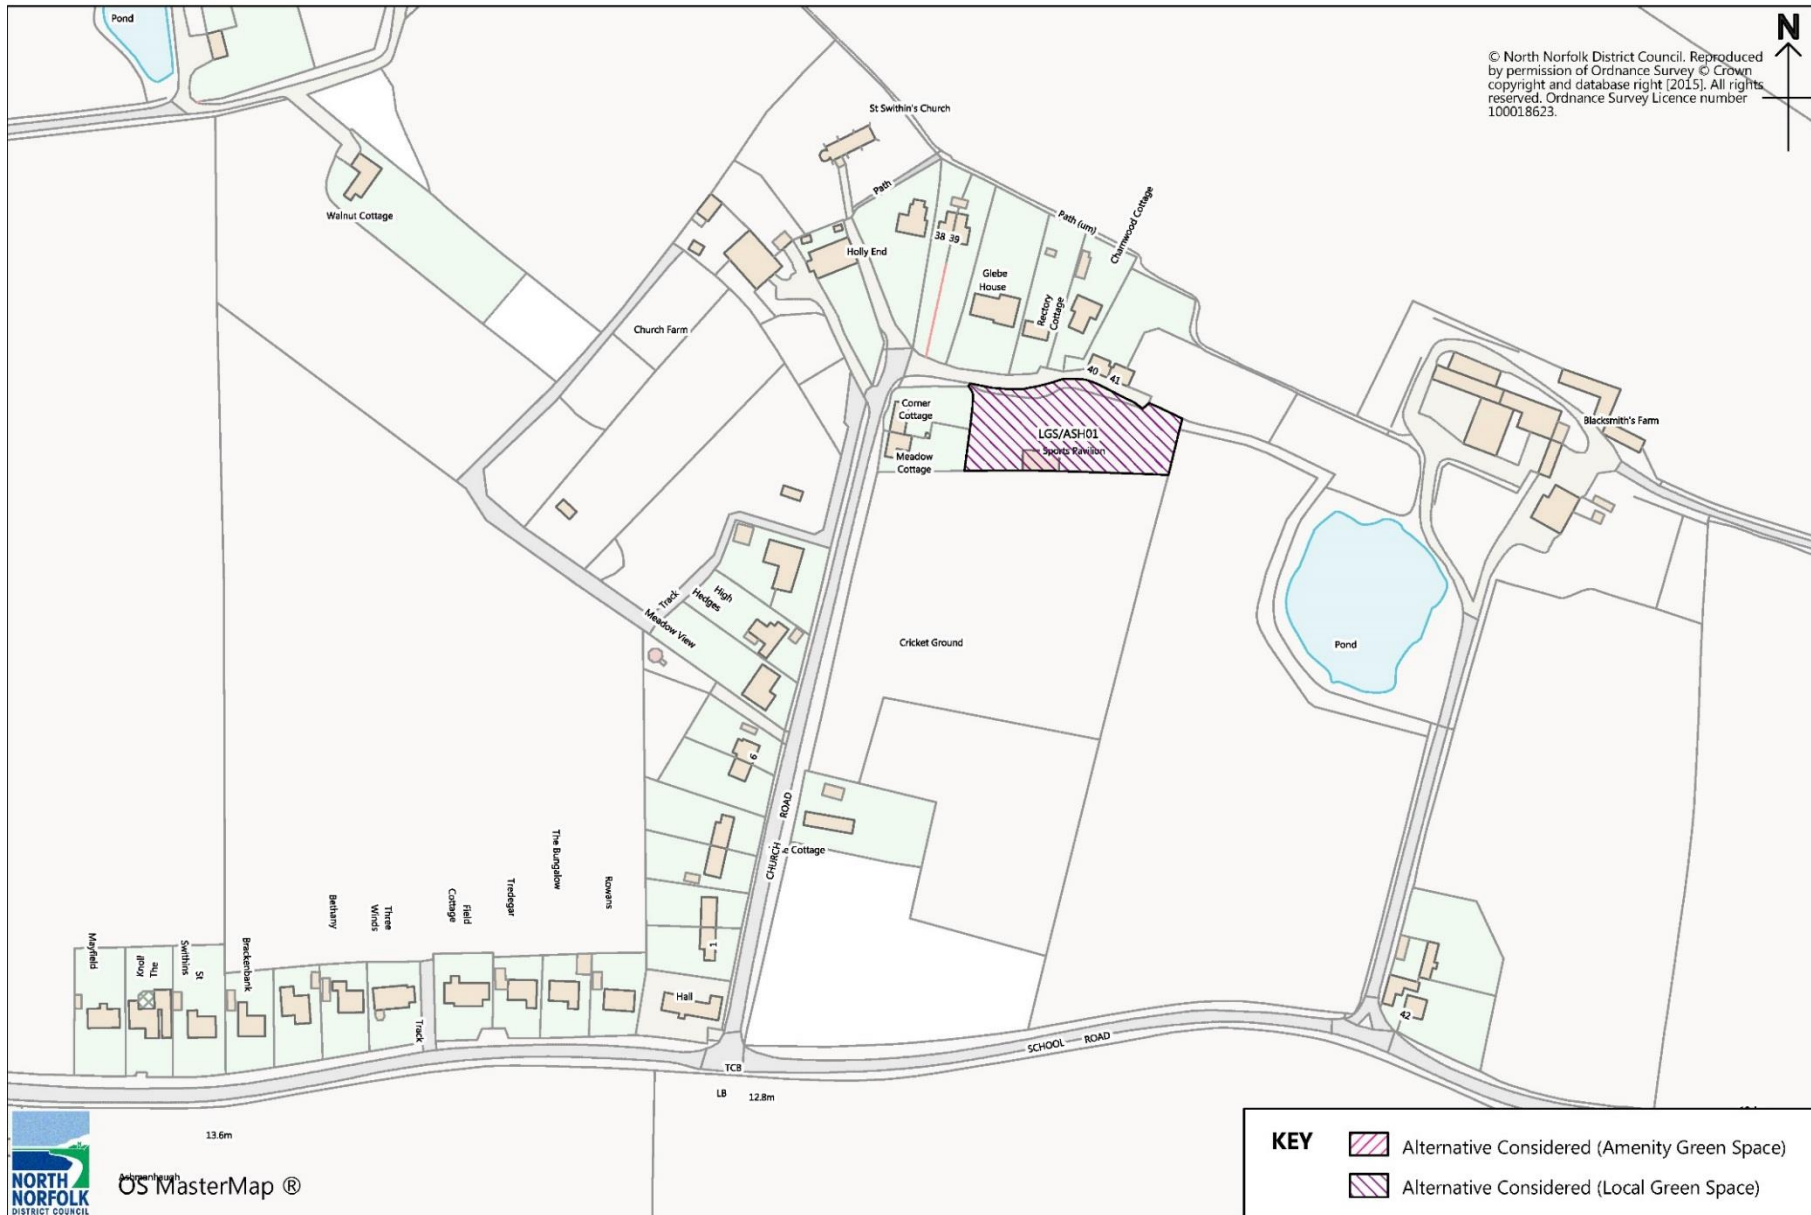 Pond
N
© North Norfolk District Council. Reproduced
by permission of Ordnance Survey © Crown
copyright and database right [2015]. All rights
reserved. Ordnance Survey Licence number
100018623.
St Swithin's Church
Path
Walnut Cottage
Path (um)
Charnwood Cottage
38 39
Holly End
Glebe
House
Rectory
Cottage
Church Farm
40 41
Corner
Cottage
Meadow
Cottage
LGS/ASH01
Sports Pavilion
Blacksmith's Farm
High
Hedges
Track
Meadow View
Cricket Ground
Pond
6
CHURCH ROAD
Cottage
Mayfield
The
Knoll
St
Swithins
Brackenbank
Bethany
Three
Winds
Field
Cottage
Tredegar
The Bungalow
Rowans
1
Hall
Track
42
SCHOOL ROAD
TCB
LB
12.8m
13.6m
Ashmanhaugh
OS MasterMap ®
NORTH
NORFOLK
DISTRICT COUNCIL
KEY
Alternative Considered (Amenity Green Space)
Alternative Considered (Local Green Space)